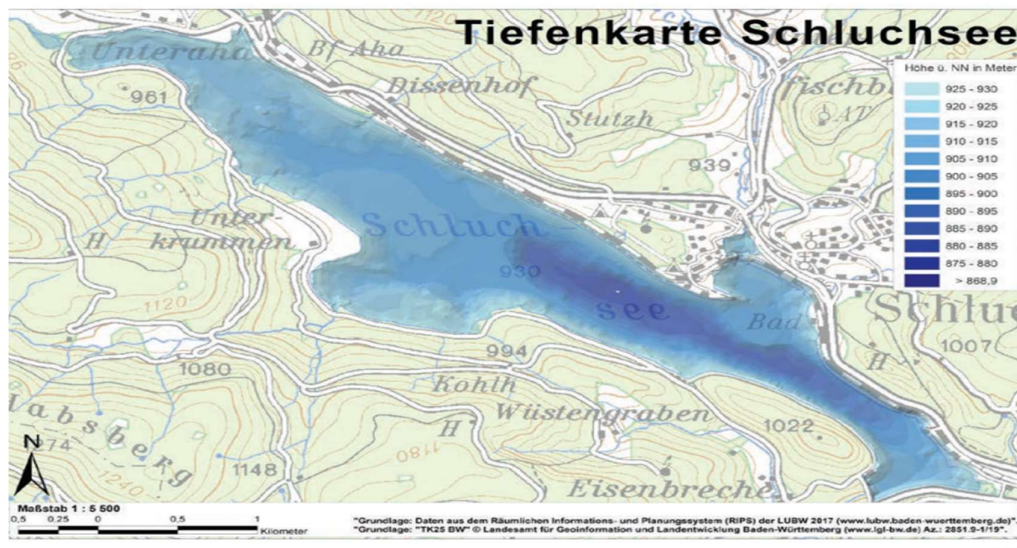 Tiefenkarte Schluchsee
Höhe ü. NN in Meter
925 - 930
920 - 925
915 - 920
910 - 915
905 - 910
900 - 905
895 - 900
890 - 895
885 - 890
880 - 885
875 - 880
> 868,9
Unteraha
Bf Aha
961
Dissenhof
Stutzh
AT
939
Unter-
krummen
H
Schluch
930
see
Bad
Schluc
1120
994
1080
H
1007
Kohlh
Wüstengraben
H
1022
1180
1148
1240
Eisenbreche
N
Maßstab 1 : 5 500
0,5 0,25 0 0,5 1
Kilometer
"Grundlage: Daten aus dem Räumlichen Informations- und Planungssystem (RIPS) der LUBW 2017 (www.lubw.baden-wuerttemberg.de)".
"Grundlage: "TK25 BW" © Landesamt für Geoinformation und Landentwicklung Baden-Württemberg (www.lgl-bw.de) Az.: 2851.9-1/19".